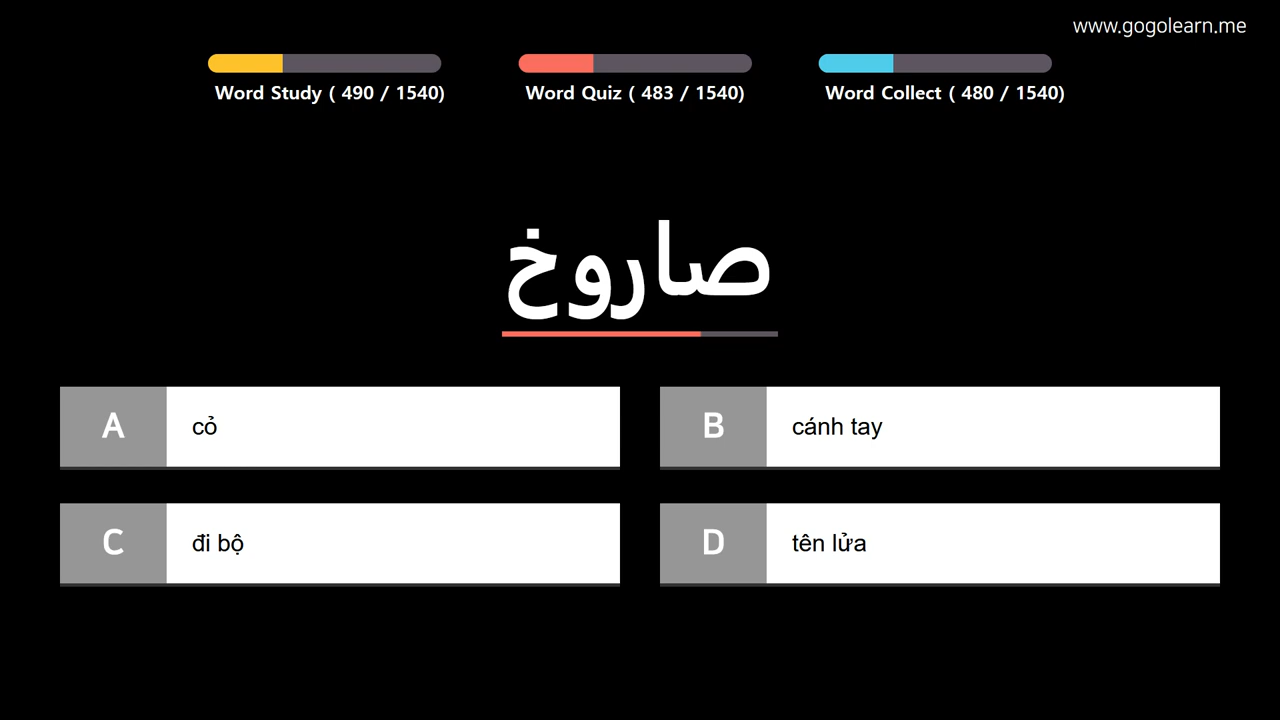 www.gogolearn.me
Word Study ( 490 / 1540)
Word Quiz ( 483 / 1540)
Word Collect ( 480 / 1540)
صاروخ
A cỏ
B cánh tay
C đi bộ
D tên lửa